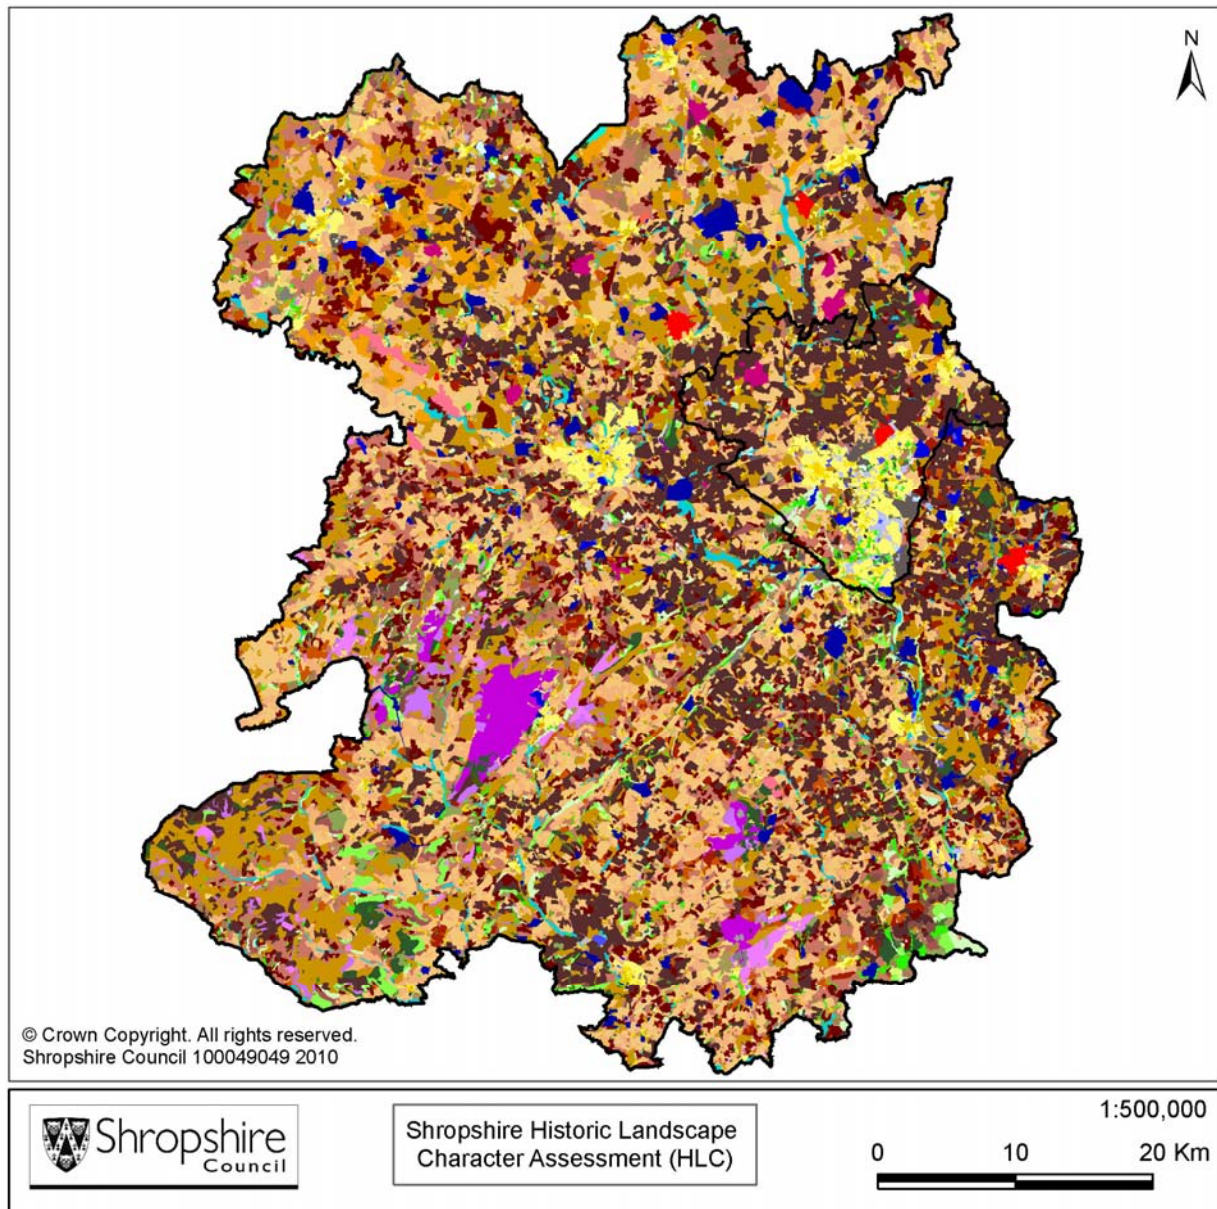 N
© Crown Copyright. All rights reserved.
Shropshire Council 100049049 2010
Shropshire
Council
Shropshire Historic Landscape
Character Assessment (HLC)
1:500,000
0 10 20 Km